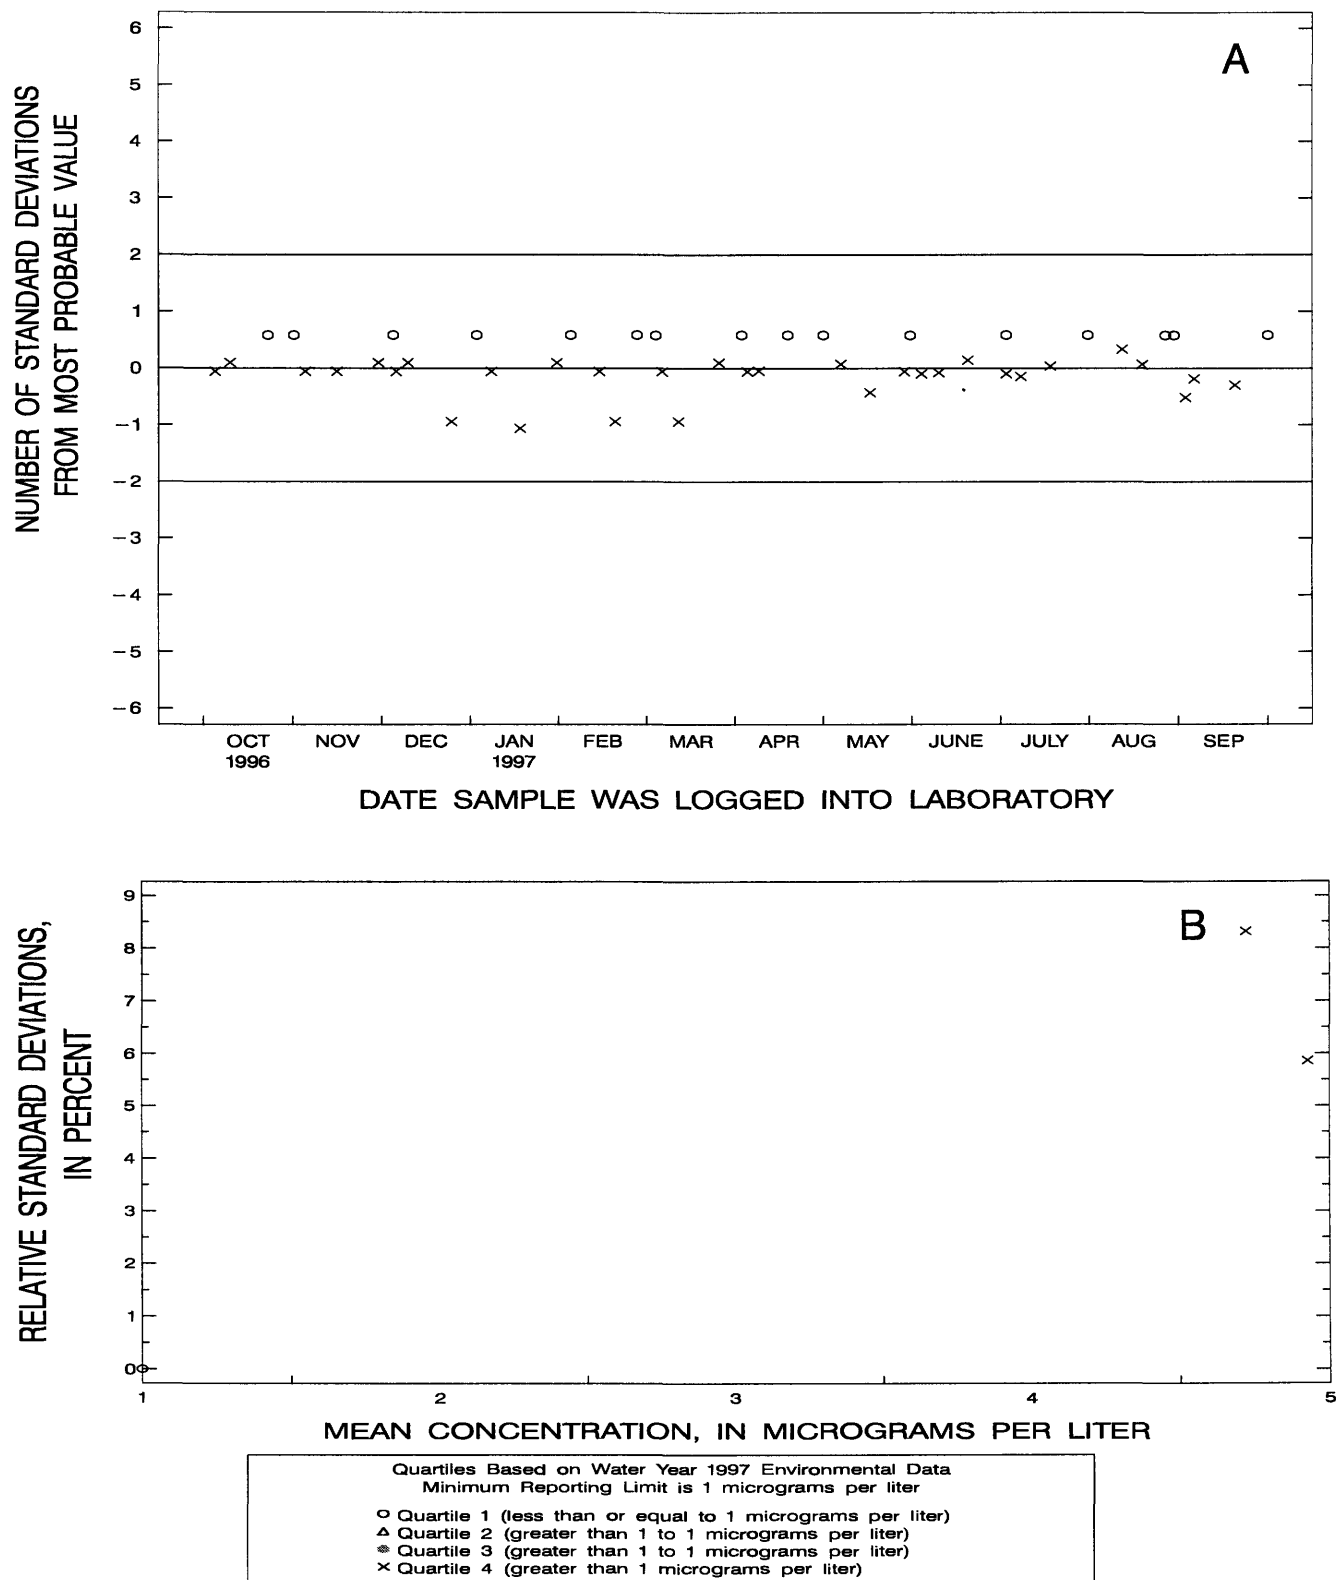 NUMBER OF STANDARD DEVIATIONS
FROM MOST PROBABLE VALUE
6
5
4
3
2
1
0
−1
−2
−3
−4
−5
−6
A
OCT NOV DEC JAN FEB MAR APR MAY JUNE JULY AUG SEP
1996 1997
DATE SAMPLE WAS LOGGED INTO LABORATORY
RELATIVE STANDARD DEVIATIONS,
IN PERCENT
9
8
7
6
5
4
3
2
1
0
B
1 2 3 4 5
MEAN CONCENTRATION, IN MICROGRAMS PER LITER
Quartiles Based on Water Year 1997 Environmental Data
Minimum Reporting Limit is 1 micrograms per liter
Quartile 1 (less than or equal to 1 micrograms per liter)
Quartile 2 (greater than 1 to 1 micrograms per liter)
Quartile 3 (greater than 1 to 1 micrograms per liter)
Quartile 4 (greater than 1 micrograms per liter)